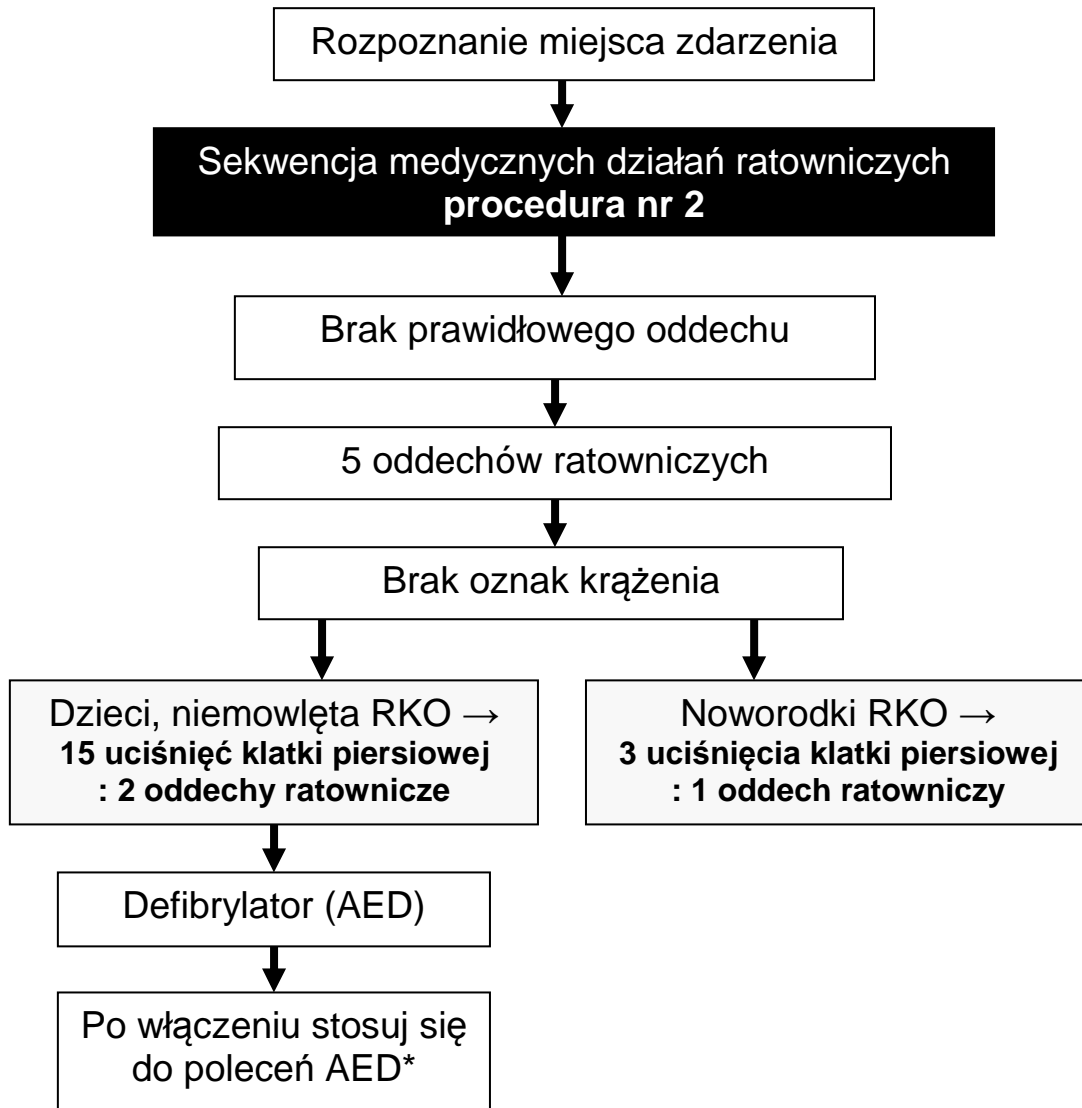 Rozpoznanie miejsca zdarzenia
Sekwencja medycznych działań ratowniczych
procedura nr 2
Brak prawidłowego oddechu
5 oddechów ratowniczych
Brak oznak krążenia
Dzieci, niemowlęta RKO →
15 uciśnięć klatki piersiowej
: 2 oddechy ratownicze
Noworodki RKO →
3 uciśnięcia klatki piersiowej
: 1 oddech ratowniczy
Defibrylator (AED)
Po włączeniu stosuj się
do poleceń AED*